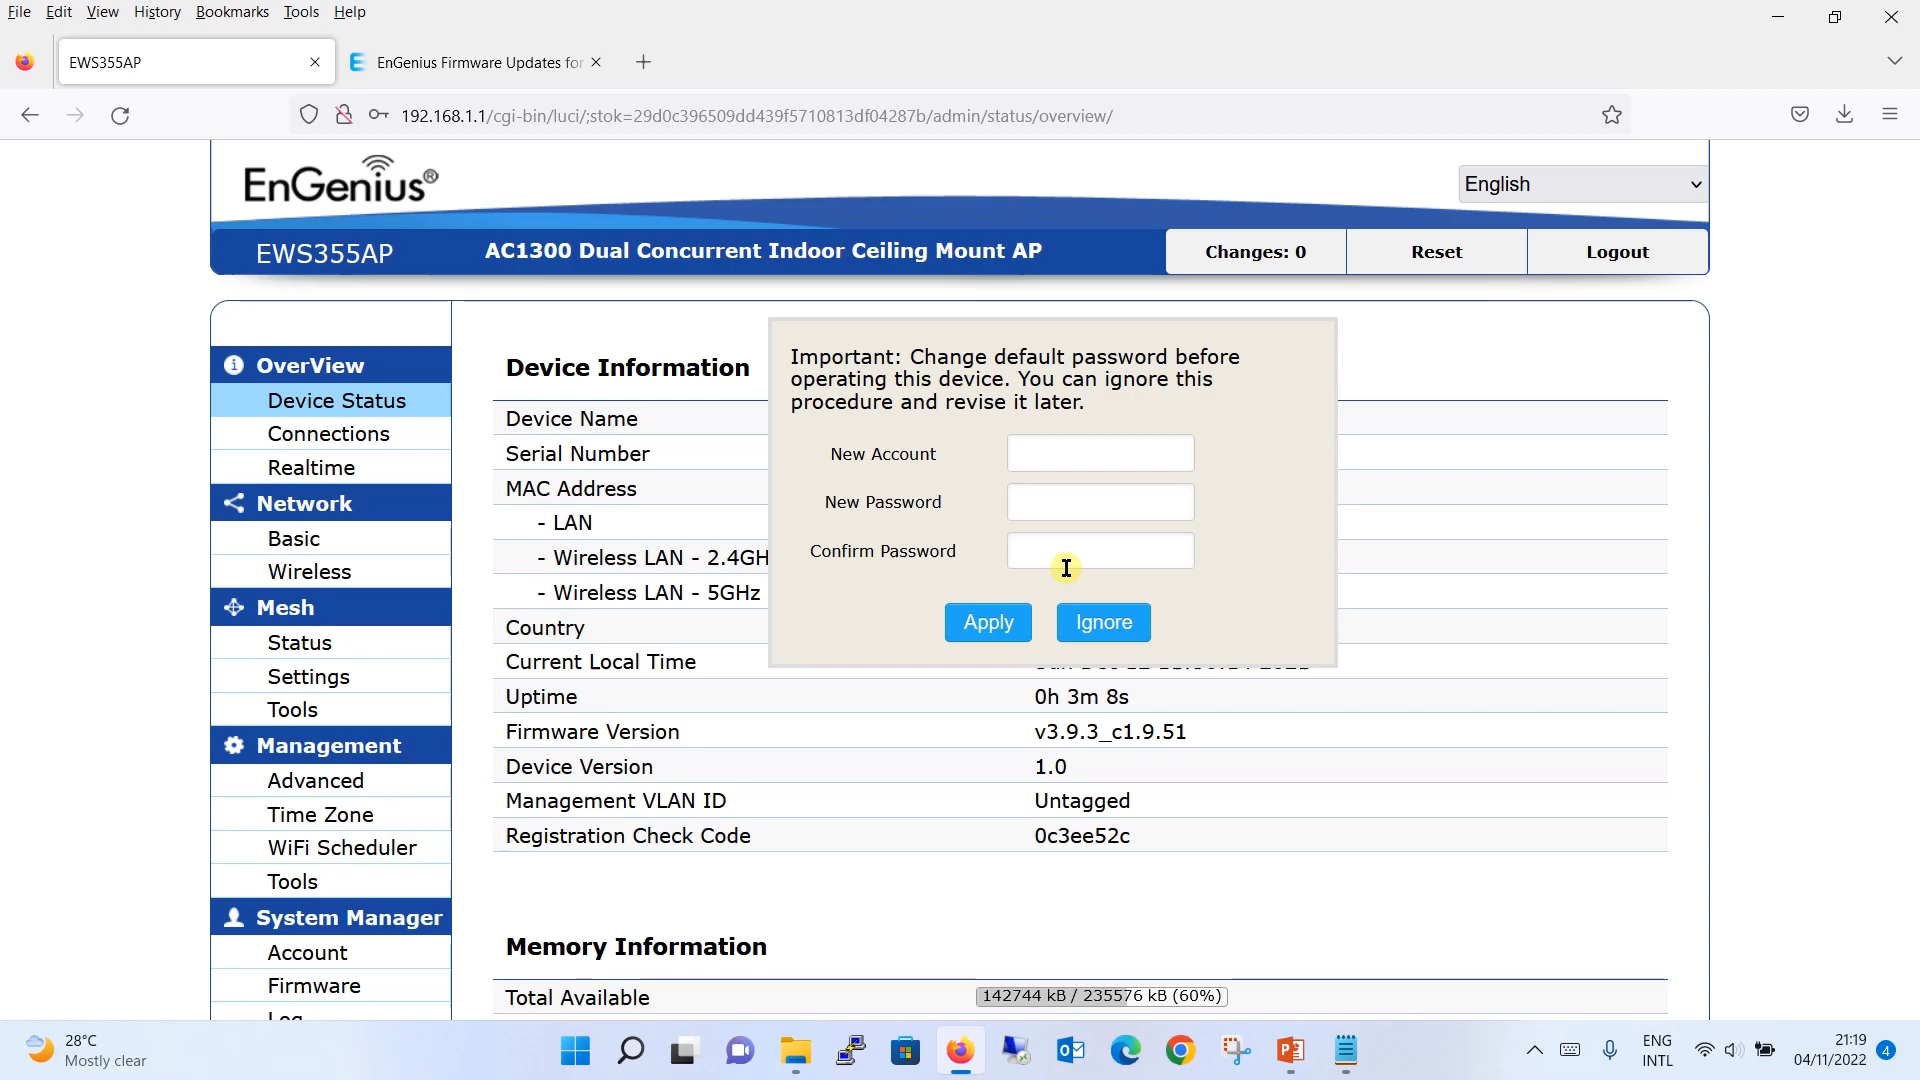 File Edit View History Bookmarks Tools Help
EWS355AP
EnGenius Firmware Updates for
192.168.1.1/cgi-bin/luci/;stok=29d0c396509dd439f5710813df04287b/admin/status/overview/
EnGenius®
English
EWS355AP
AC1300 Dual Concurrent Indoor Ceiling Mount AP
Changes: 0
Reset
Logout
OverView
Device Status
Connections
Realtime
Network
Basic
Wireless
Mesh
Status
Settings
Tools
Management
Advanced
Time Zone
WiFi Scheduler
Tools
System Manager
Account
Firmware
Log
Device Information
Device Name
Serial Number
MAC Address
- LAN
- Wireless LAN - 2.4GH
- Wireless LAN - 5GHz
Country
Current Local Time
Uptime 0h 3m 8s
Firmware Version v3.9.3_c1.9.51
Device Version 1.0
Management VLAN ID Untagged
Registration Check Code 0c3ee52c
Memory Information
Total Available 142744 kB / 235576 kB (60%)
Important: Change default password before
operating this device. You can ignore this
procedure and revise it later.
New Account
New Password
Confirm Password
Apply Ignore
28°C
Mostly clear
ENG
INTL
21:19
04/11/2022
4